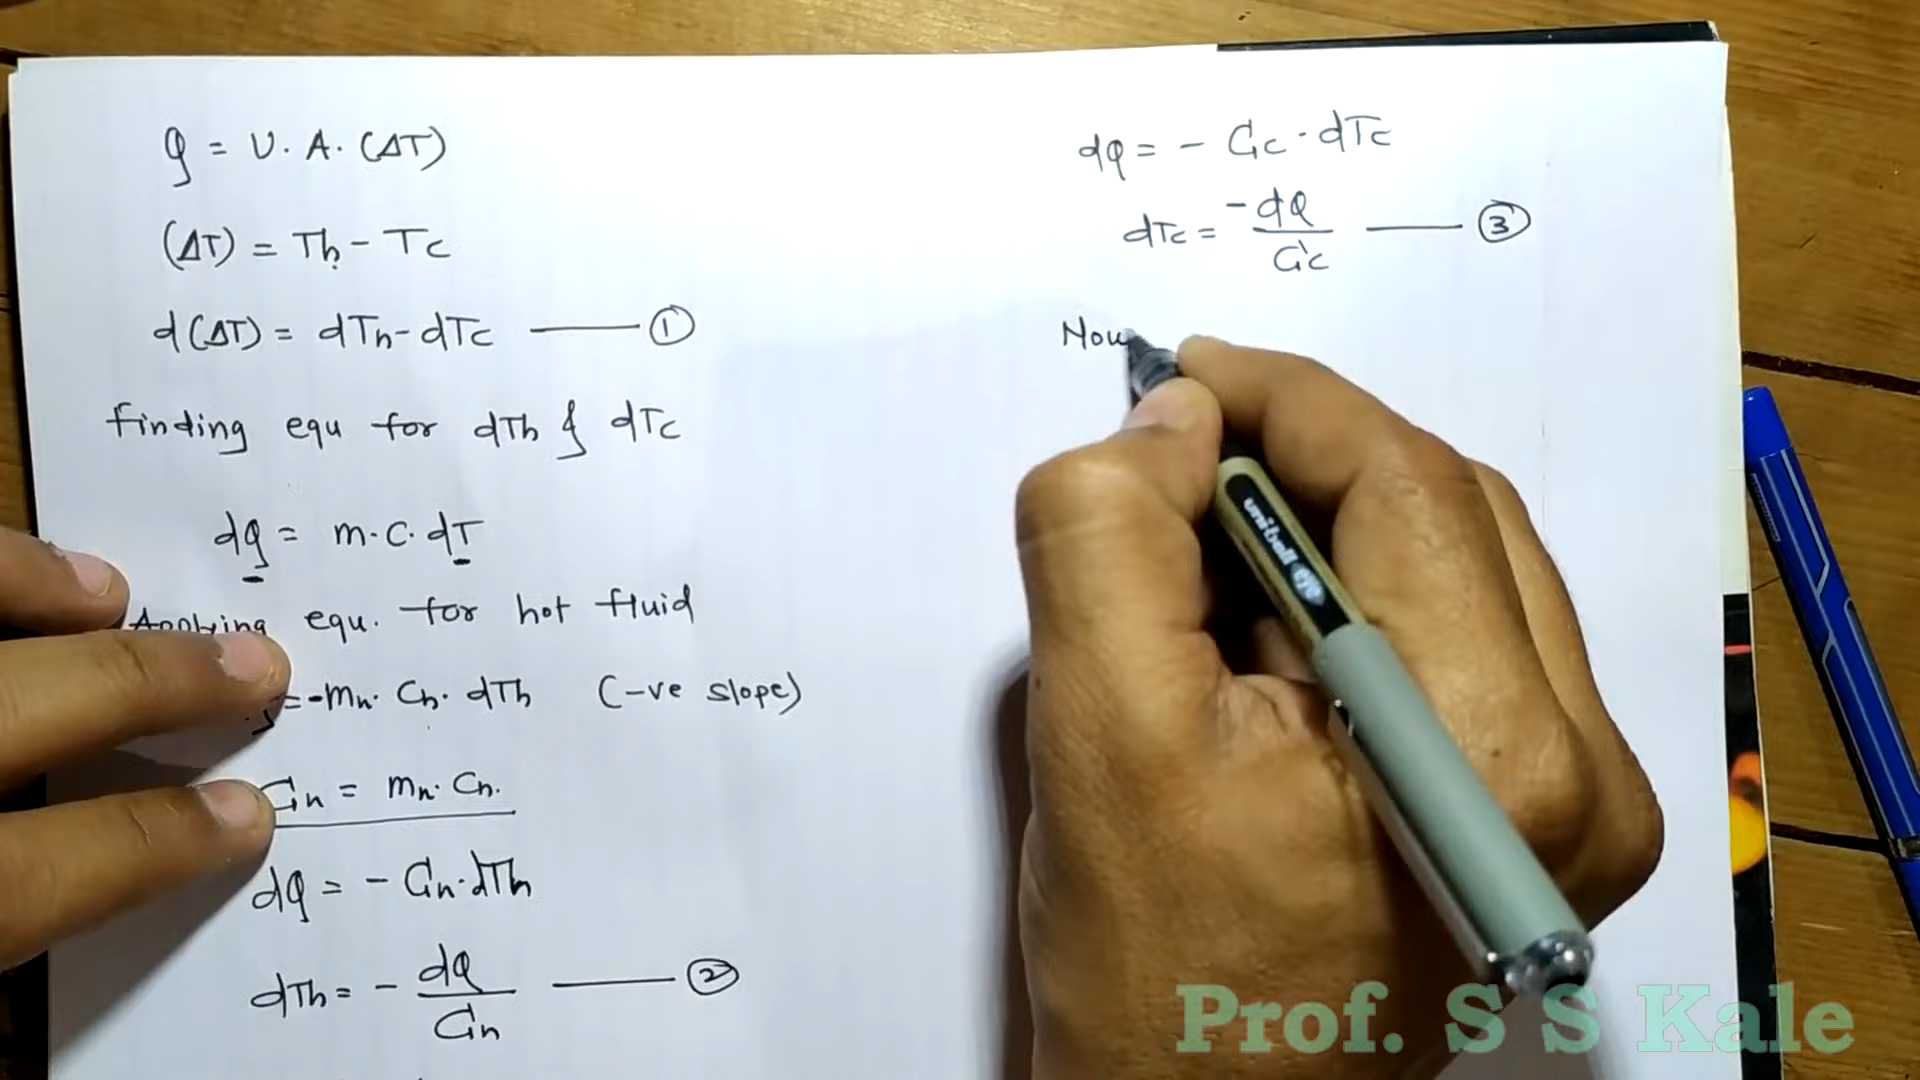 Q = U. A. (ΔT)
(ΔT) = Th - Tc
d(ΔT) = dTh - dTc —— ①
finding equ for dTh & dTc
dq = m. c. dT
Applying equ. for hot fluid
= -mh. Ch. dTh (-ve slope)
Ch = mh. Ch.
dQ = - Ch. dTh
dTh = - dQ/Ch —— ②
dQ = - Cc · dTc
dTc = -dQ/Cc —— ③
Now
uniball eye
Prof. S S Kale